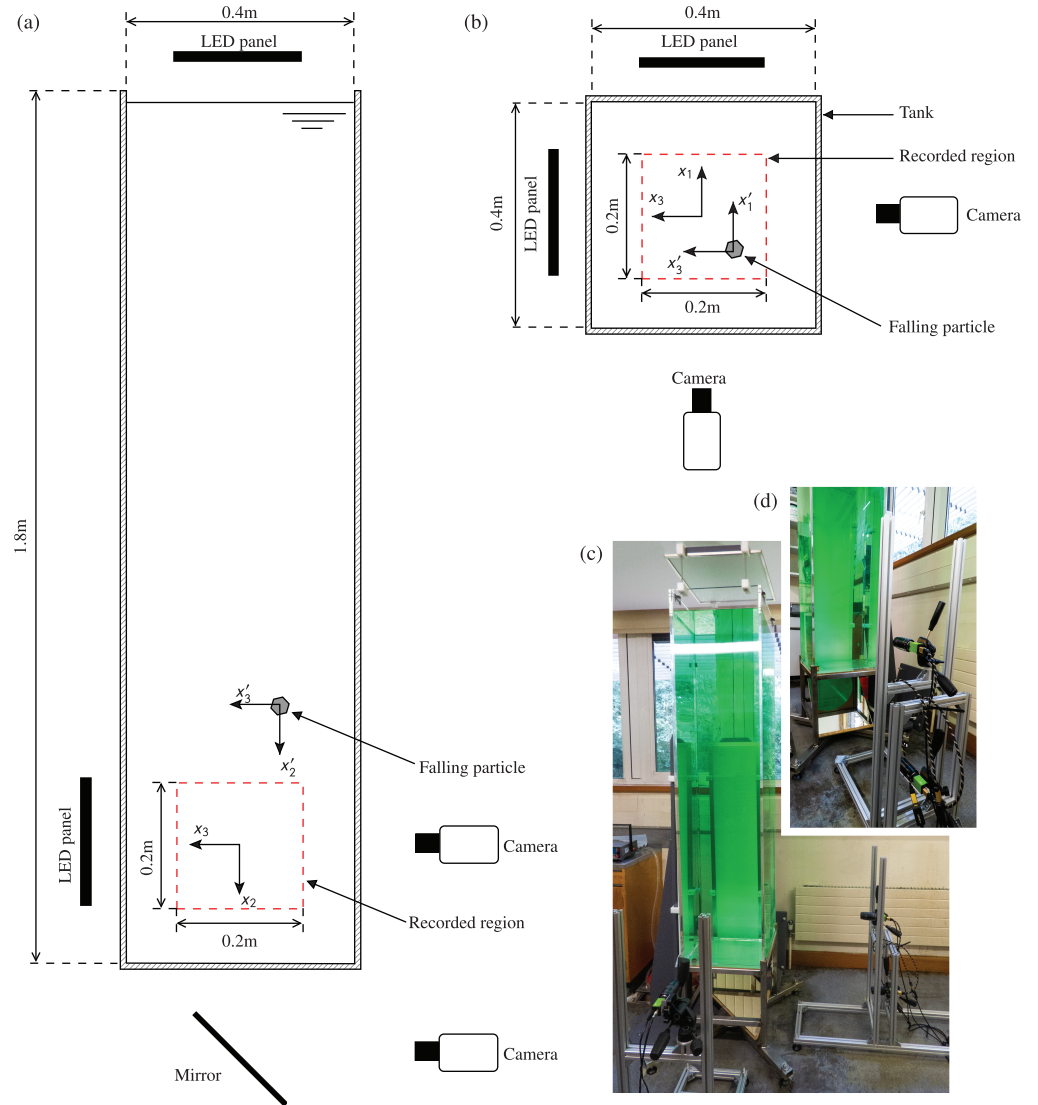 (a)
0.4m
LED panel
1.8m
x′3
x′2
Falling particle
LED panel
0.2m
x3
x2
0.2m
Camera
Recorded region
Mirror
Camera
(b)
0.4m
LED panel
Tank
Recorded region
0.4m
LED panel
0.2m
x1
x3
x′1
x′3
0.2m
Camera
Falling particle
Camera
(c)
(d)